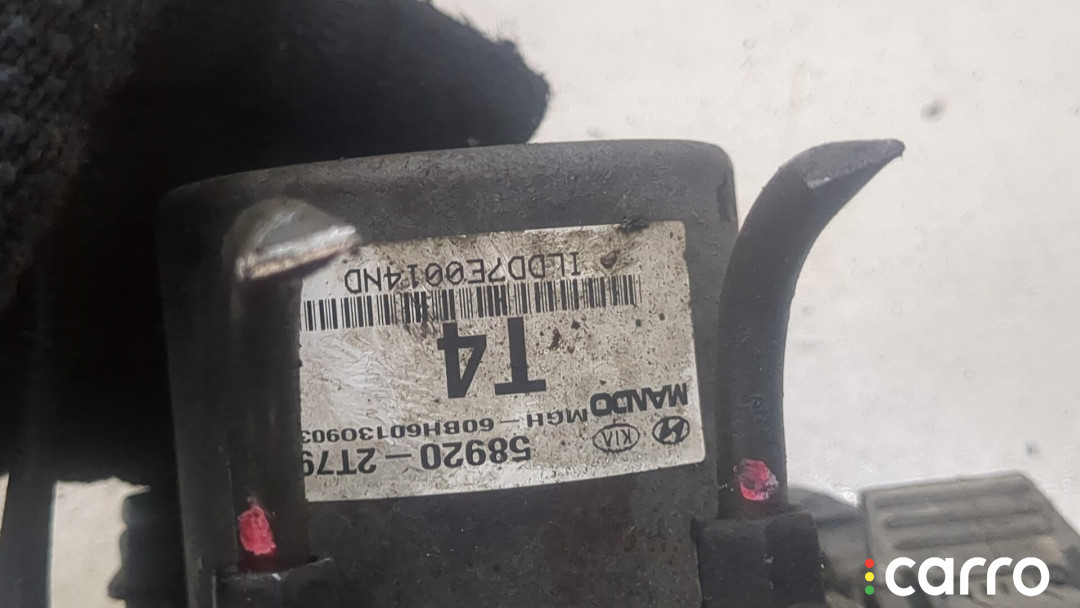 KIA 58920-2T79
MANDO MGH-60BH60130903
T4
ILDD7E0014ND
carro